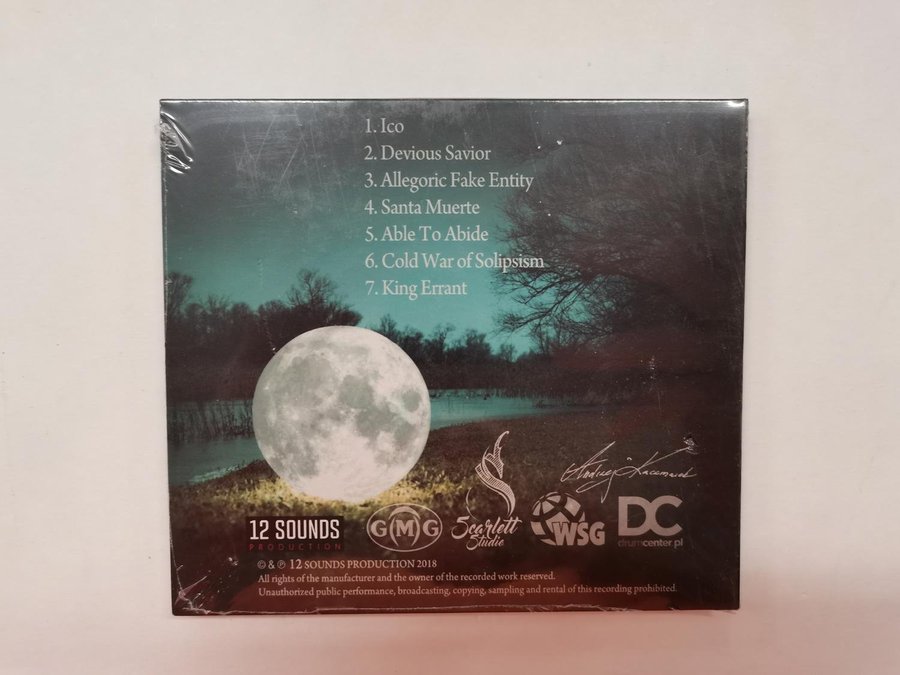 1. Ico
2. Devious Savior
3. Allegoric Fake Entity
4. Santa Muerte
5. Able To Abide
6. Cold War of Solipsism
7. King Errant
12 SOUNDS
PRODUCTION
GMG
Scarlett
Studio
WSG
DC
drumcenter.pl
© & ℗ 12 SOUNDS PRODUCTION 2018
All rights of the manufacturer and the owner of the recorded work reserved.
Unauthorized public performance, broadcasting, copying, sampling and rental of this recording prohibited.